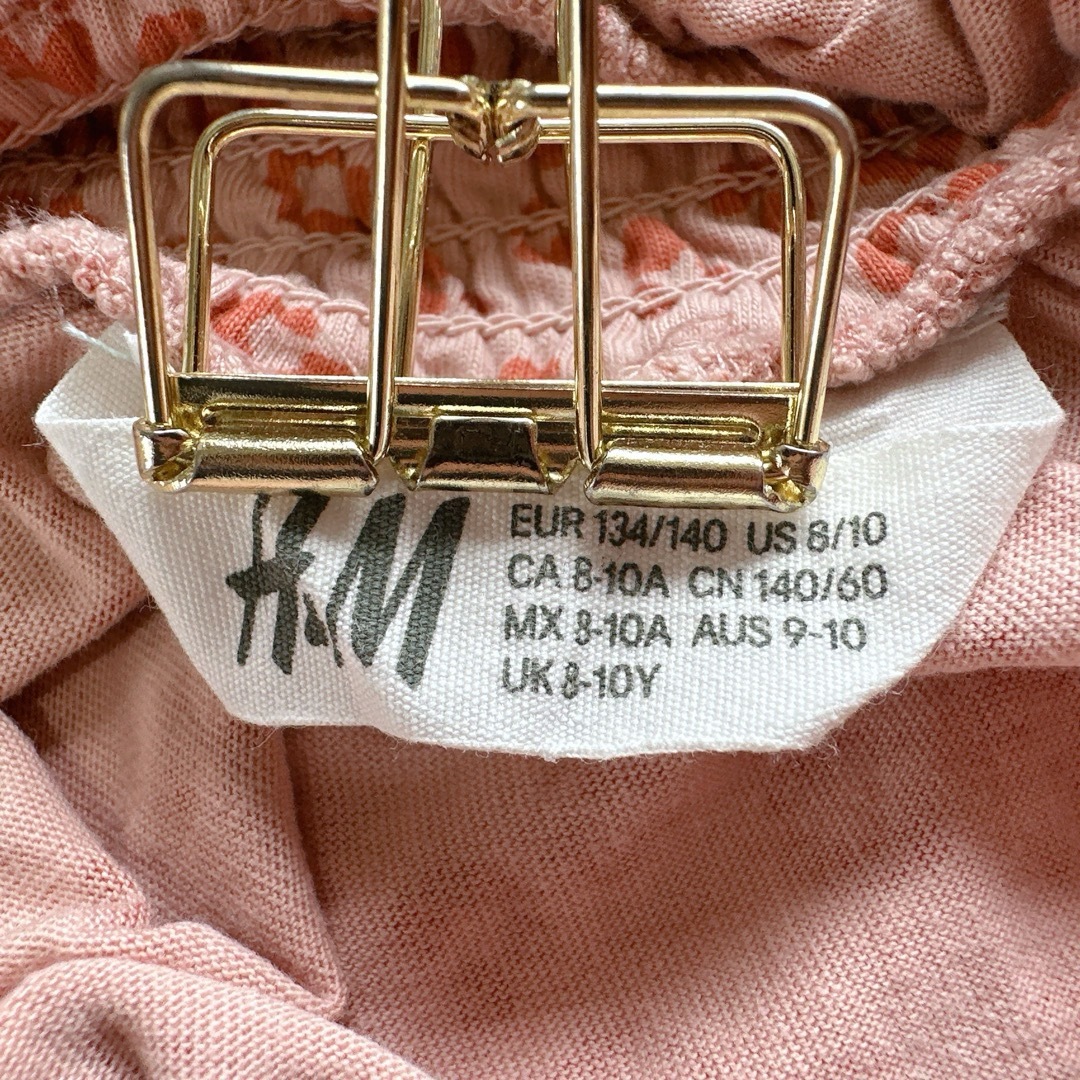 H&M
EUR 134/140 US 8/10
CA 8-10A CN 140/60
MX 8-10A AUS 9-10
UK 8-10Y